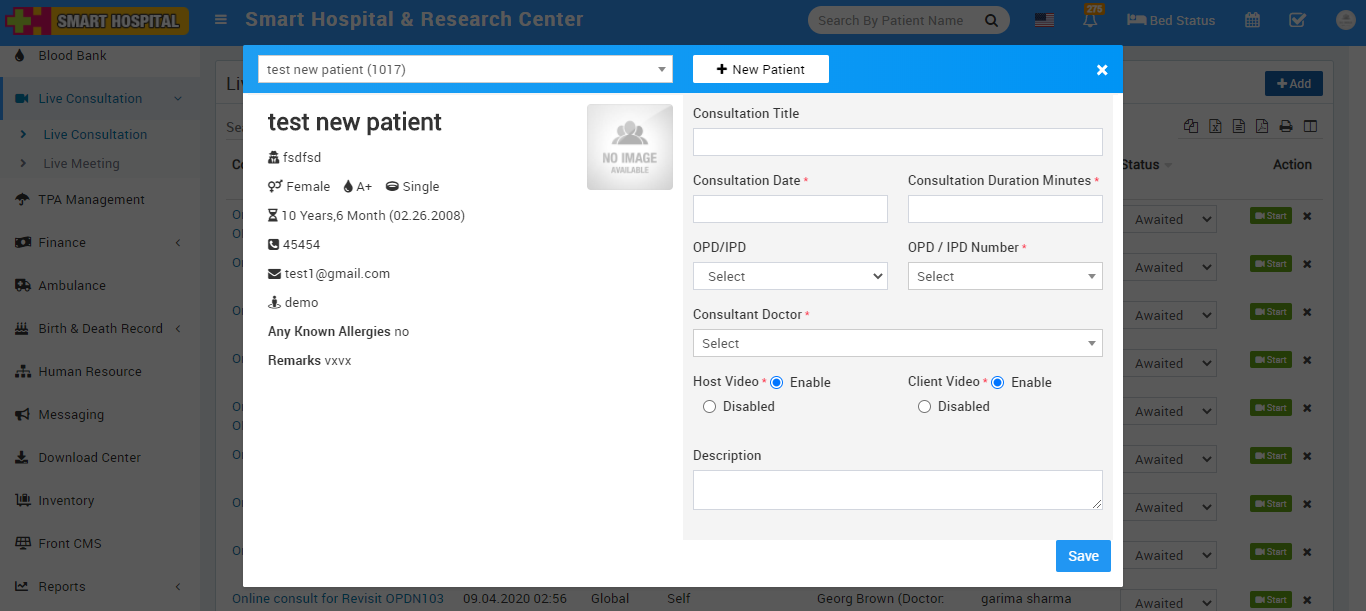 SMART HOSPITAL
Smart Hospital & Research Center
Search By Patient Name
275
Bed Status
Blood Bank
Live Consultation
Live Consultation
Live Meeting
TPA Management
Finance
Ambulance
Birth & Death Record
Human Resource
Messaging
Download Center
Inventory
Front CMS
Reports
test new patient (1017)
New Patient
Add
test new patient
NO IMAGE
AVAILABLE
fsdfsd
Female A+ Single
10 Years,6 Month (02.26.2008)
45454
test1@gmail.com
demo
Any Known Allergies no
Remarks vxvx
Consultation Title
Consultation Date * Consultation Duration Minutes *
OPD/IPD OPD / IPD Number *
Select Select
Consultant Doctor *
Select
Host Video * Enable Client Video * Enable
Disabled Disabled
Description
Save
Status Action
Awaited Start
Awaited Start
Awaited Start
Awaited Start
Awaited Start
Awaited Start
Awaited Start
Awaited Start
Online consult for Revisit OPDN103 09.04.2020 02:56 Global Self Georg Brown (Doctor: garima sharma Awaited Start